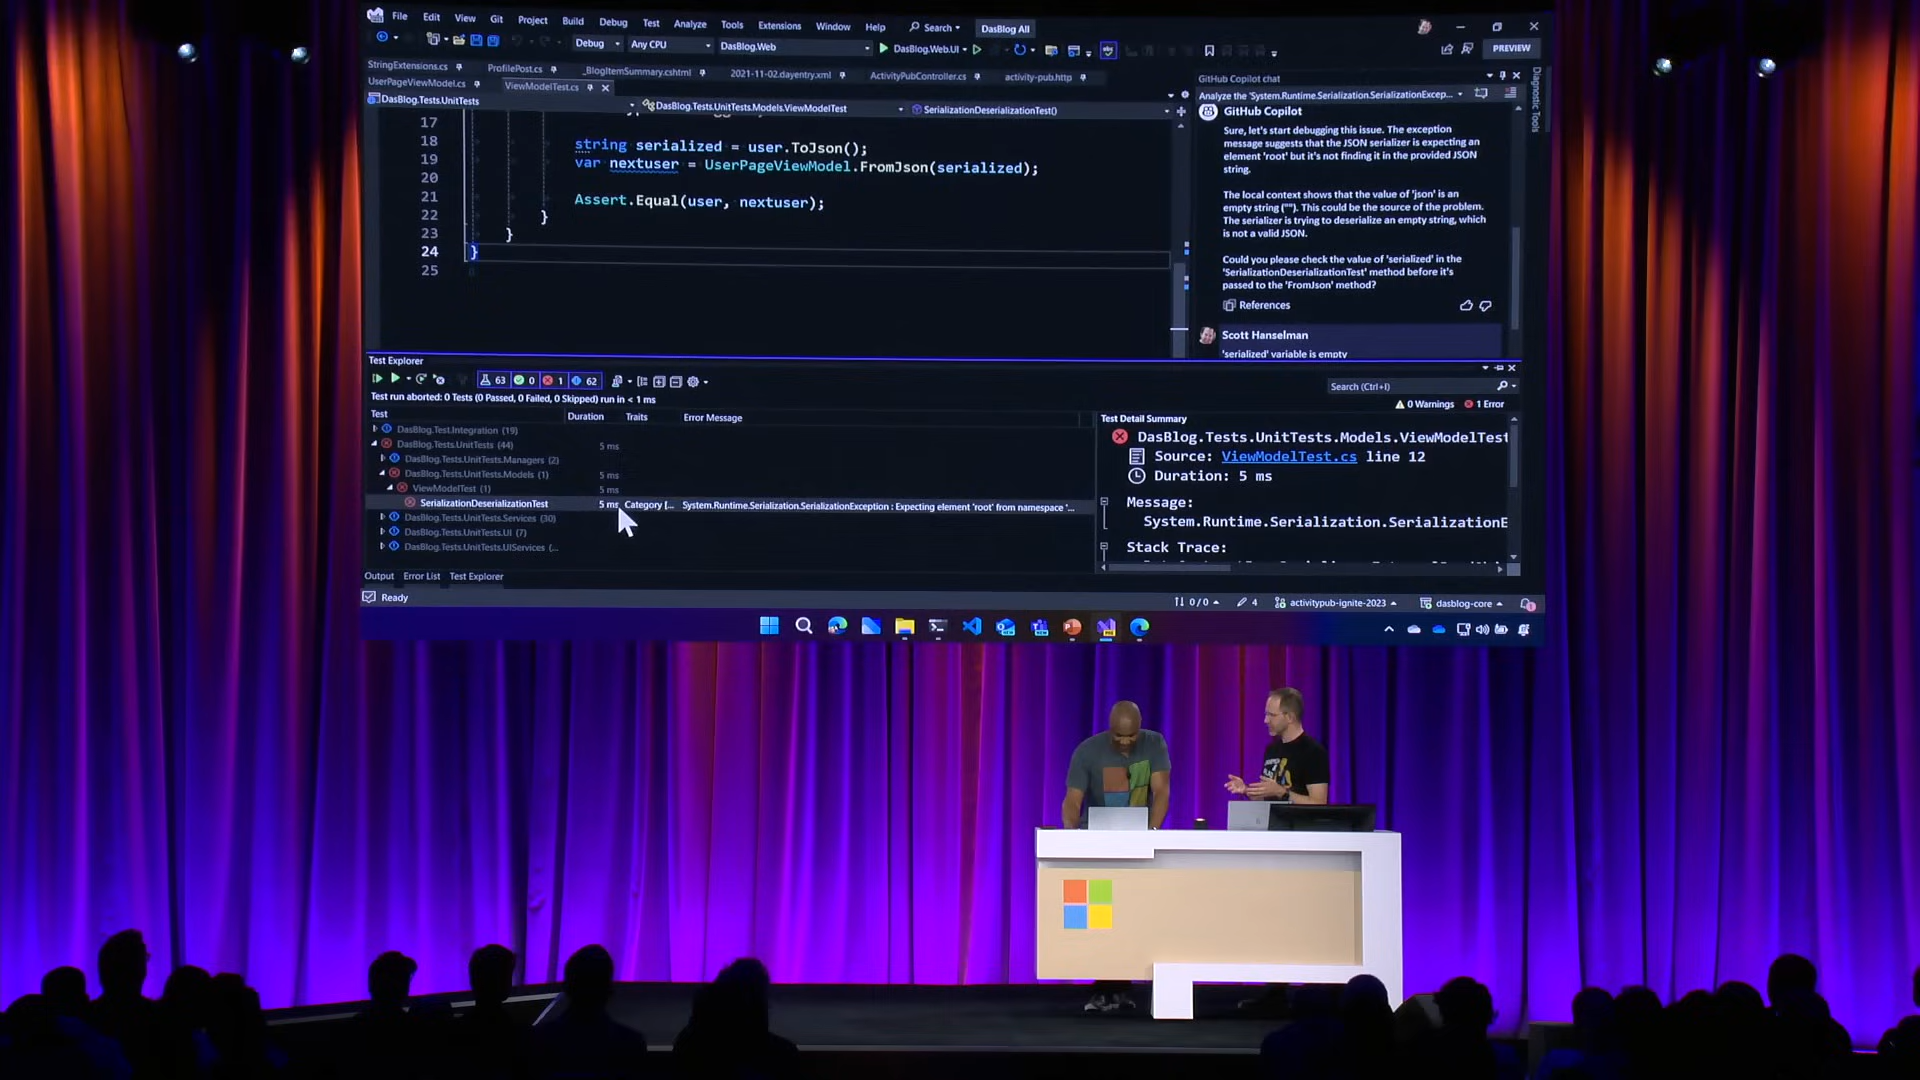 File Edit View Git Project Build Debug Test Analyze Tools Extensions Window Help Search DasBlog All
Debug Any CPU DasBlog.Web DasBlog.Web.UI PREVIEW
StringExtensions.cs ProfilePost.cs _BlogItemSummary.cshtml 2021-11-02.dayentry.xml ActivityPubController.cs activity-pub.http
UserPageViewModel.cs ViewModelTest.cs
DasBlog.Tests.UnitTests DasBlog.Tests.UnitTests.Models.ViewModelTest SerializationDeserializationTest()
17
18 string serialized = user.ToJson();
19 var nextuser = UserPageViewModel.FromJson(serialized);
20
21 Assert.Equal(user, nextuser);
22 }
23 }
24 }
25
GitHub Copilot chat
Analyze the 'System.Runtime.Serialization.SerializationExcep...
GitHub Copilot
Sure, let's start debugging this issue. The exception
message suggests that the JSON serializer is expecting an
element 'root' but it's not finding it in the provided JSON
string.
The local context shows that the value of 'json' is an
empty string (""). This could be the source of the problem.
The serializer is trying to deserialize an empty string, which
is not a valid JSON.
Could you please check the value of 'serialized' in the
'SerializationDeserializationTest' method before it's
passed to the 'FromJson' method?
References
Scott Hanselman
'serialized' variable is empty
Diagnostic Tools
Test Explorer
63 0 1 62
Search (Ctrl+I)
Test run aborted: 0 Tests (0 Passed, 0 Failed, 0 Skipped) run in < 1 ms
0 Warnings 1 Error
Test Duration Traits Error Message
DasBlog.Test.Integration (19)
DasBlog.Tests.UnitTests (44) 5 ms
DasBlog.Tests.UnitTests.Managers (2)
DasBlog.Tests.UnitTests.Models (1) 5 ms
ViewModelTest (1) 5 ms
SerializationDeserializationTest 5 ms Category [... System.Runtime.Serialization.SerializationException : Expecting element 'root' from namespace '...
DasBlog.Tests.UnitTests.Services (30)
DasBlog.Tests.UnitTests.UI (7)
DasBlog.Tests.UnitTests.UIServices (...
Test Detail Summary
DasBlog.Tests.UnitTests.Models.ViewModelTest
Source: ViewModelTest.cs line 12
Duration: 5 ms
Message:
System.Runtime.Serialization.SerializationE
Stack Trace:
Output Error List Test Explorer
Ready 0 / 0 4 activitypub-ignite-2023 dasblog-core 1